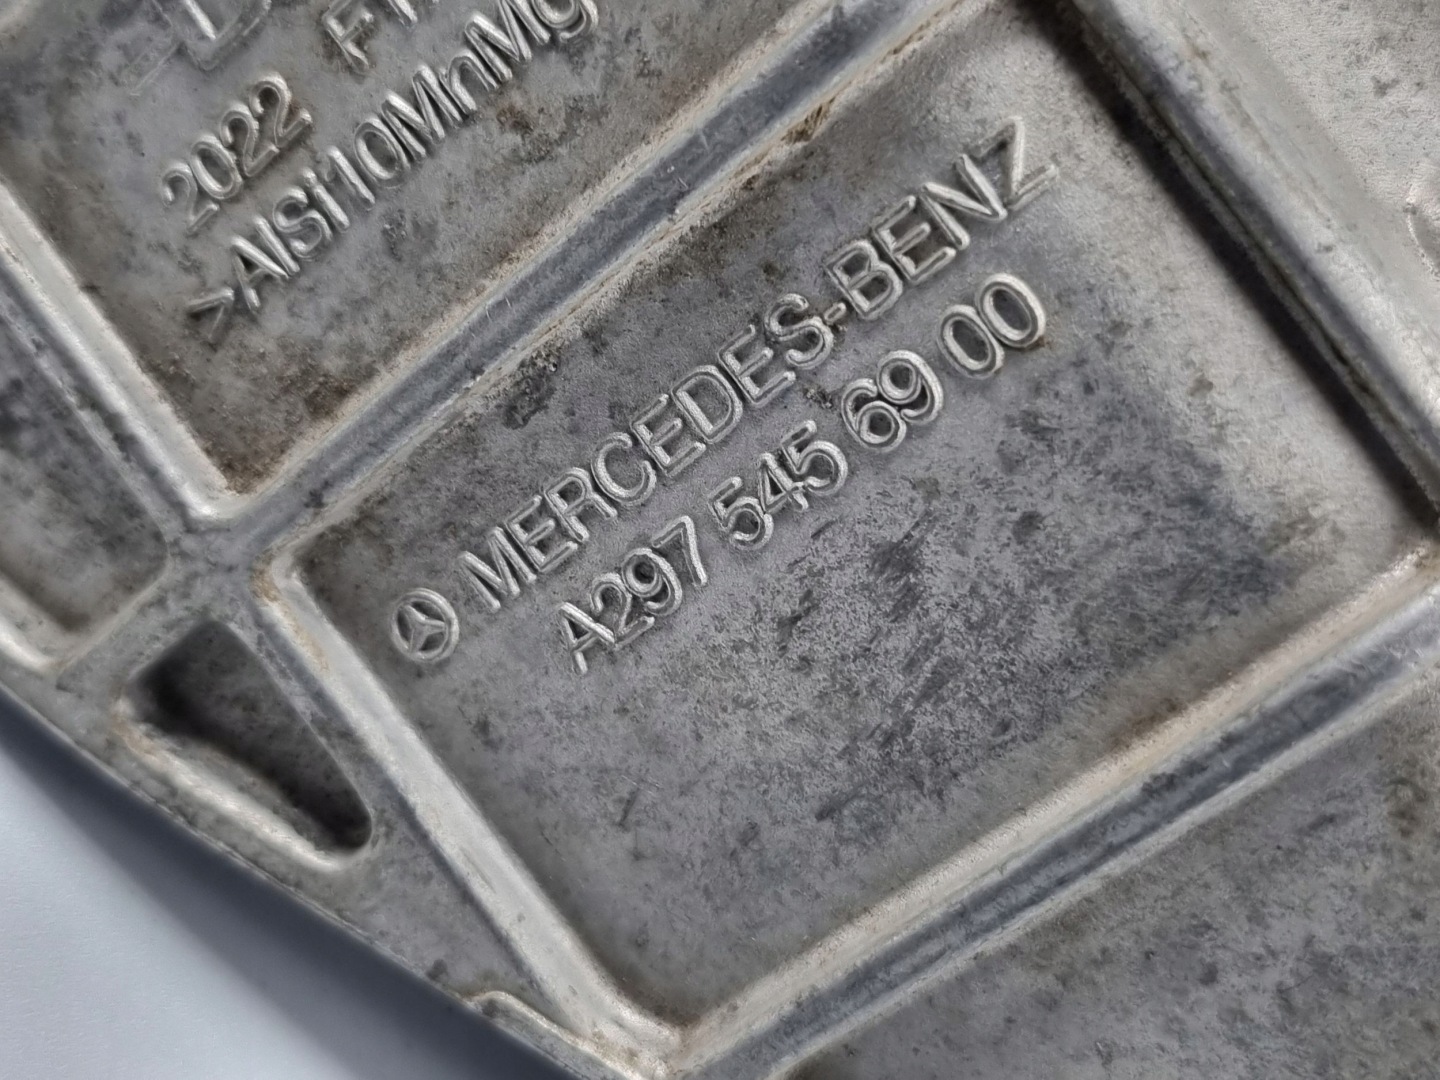 2022
>AlSi10MnMg
MERCEDES-BENZ
A297 545 69 00